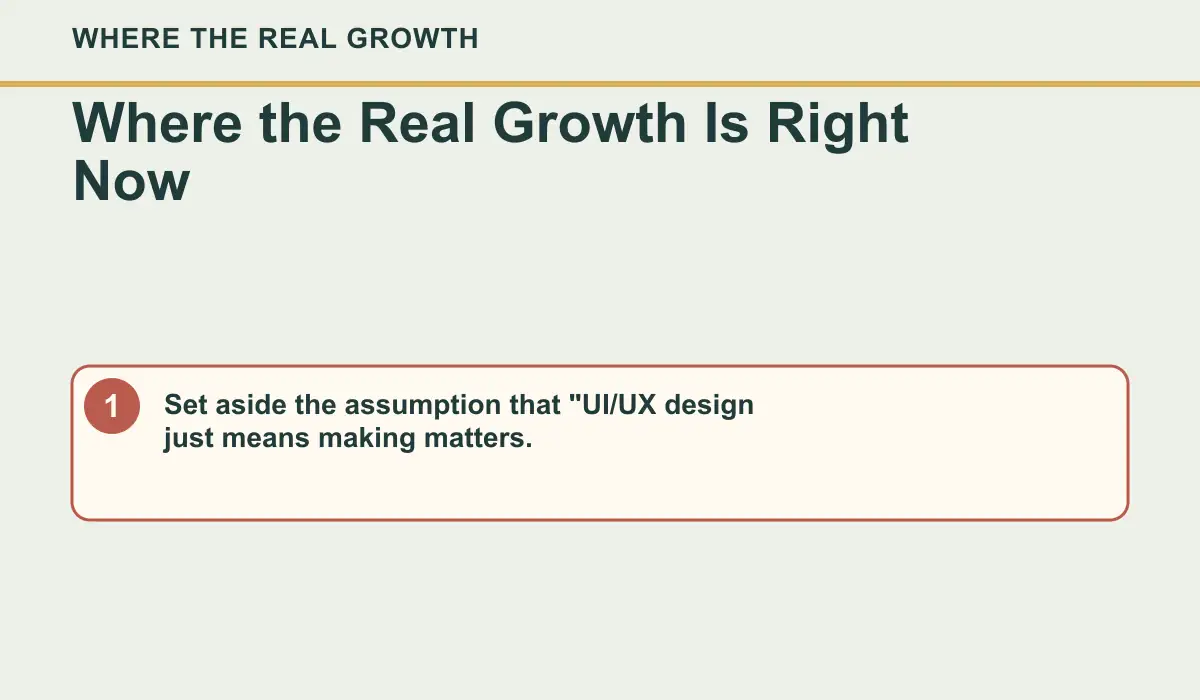 WHERE THE REAL GROWTH
Where the Real Growth Is Right
Now
1
Set aside the assumption that "UI/UX design
just means making matters.